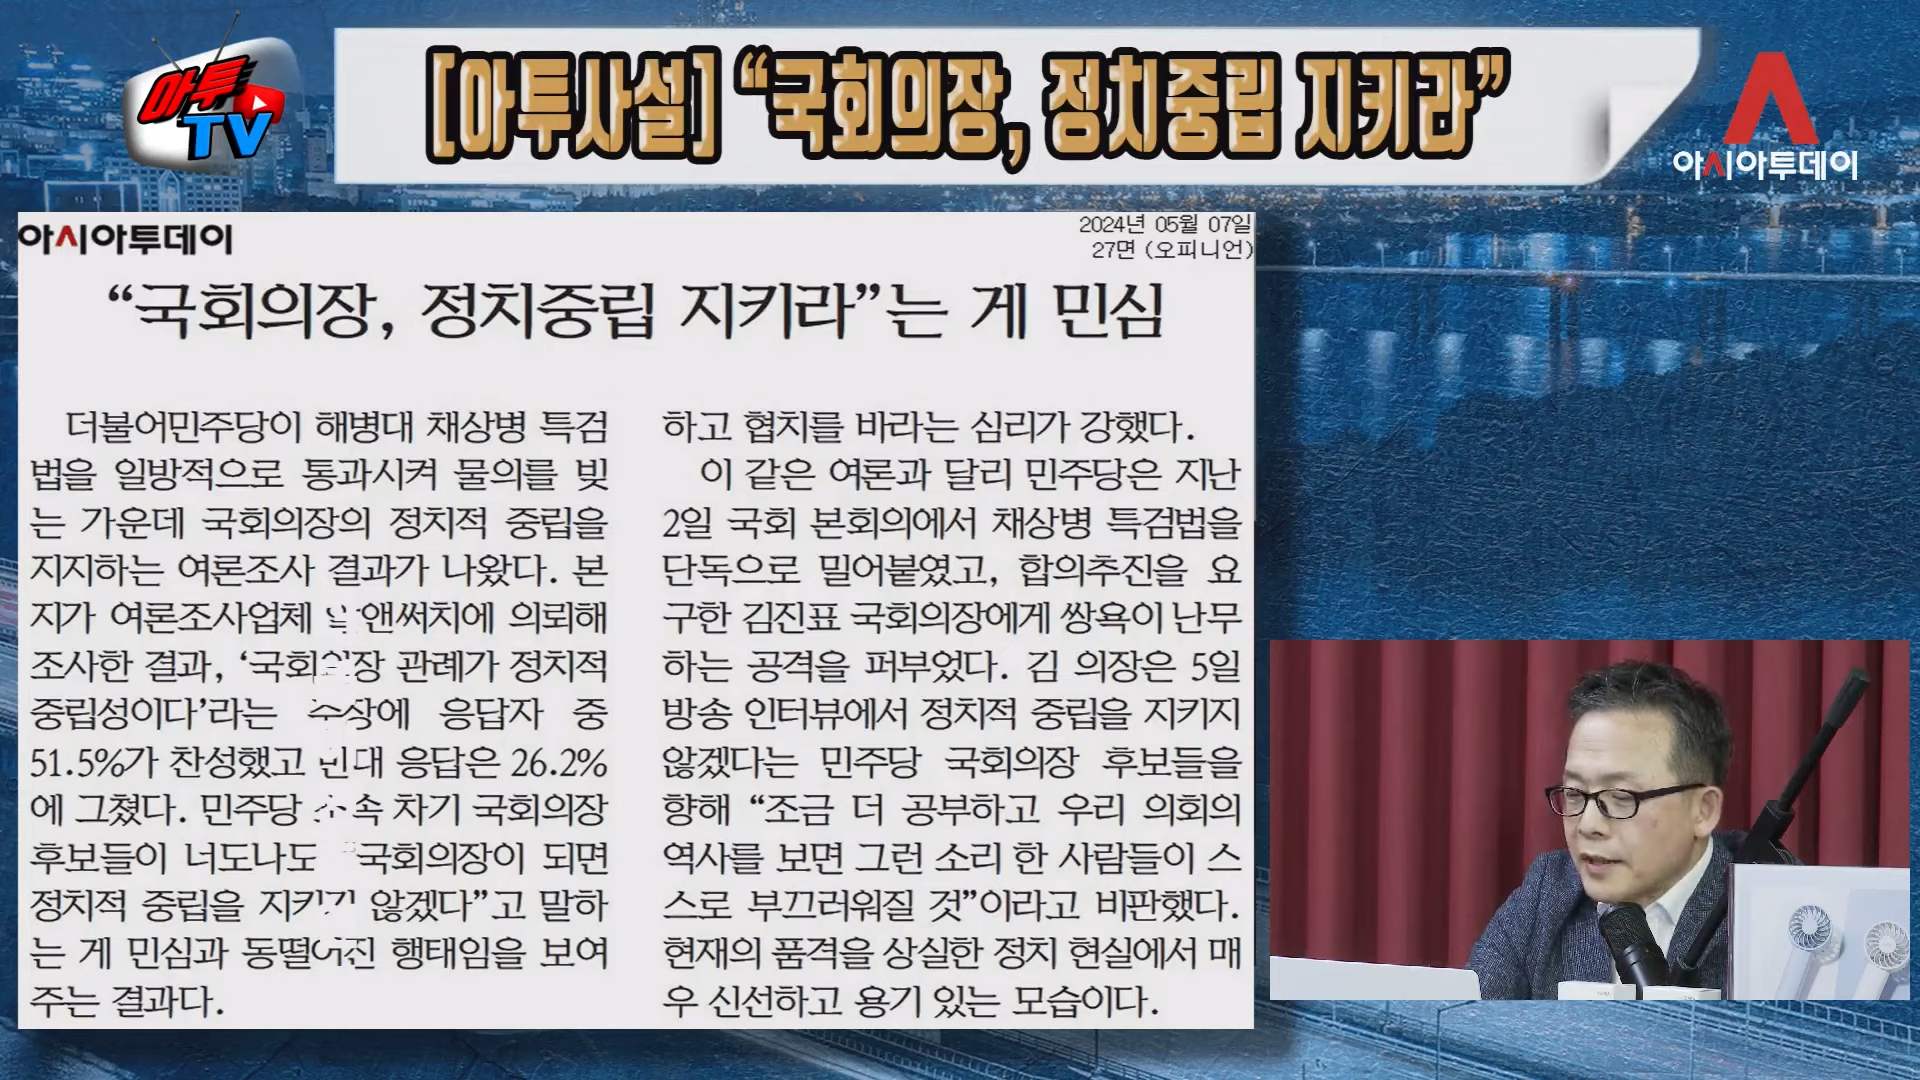 아투
TV
[아투사설] “국회의장, 정치중립 지키라”
아시아투데이
아시아투데이
2024년 05월 07일
27면 (오피니언)
“국회의장, 정치중립 지키라”는 게 민심
더불어민주당이 해병대 채상병 특검
법을 일방적으로 통과시켜 물의를 빚
는 가운데 국회의장의 정치적 중립을
지지하는 여론조사 결과가 나왔다. 본
지가 여론조사업체 의뢰해
조사한 결과, ‘국회의장 관례가 정치적
중립성이다’라는 주장에 응답자 중
51.5%가 찬성했고 반대 응답은 26.2%
에 그쳤다. 민주당 소속 차기 국회의장
후보들이 너도나도 “국회의장이 되면
정치적 중립을 지키지 않겠다”고 말하
는 게 민심과 동떨어진 행태임을 보여
주는 결과다.
하고 협치를 바라는 심리가 강했다.
이 같은 여론과 달리 민주당은 지난
2일 국회 본회의에서 채상병 특검법을
단독으로 밀어붙였고, 합의추진을 요
구한 김진표 국회의장에게 쌍욕이 난무
하는 공격을 퍼부었다. 김 의장은 5일
방송 인터뷰에서 정치적 중립을 지키지
않겠다는 민주당 국회의장 후보들을
향해 “조금 더 공부하고 우리 의회의
역사를 보면 그런 소리 한 사람들이 스
스로 부끄러워질 것”이라고 비판했다.
현재의 품격을 상실한 정치 현실에서 매
우 신선하고 용기 있는 모습이다.